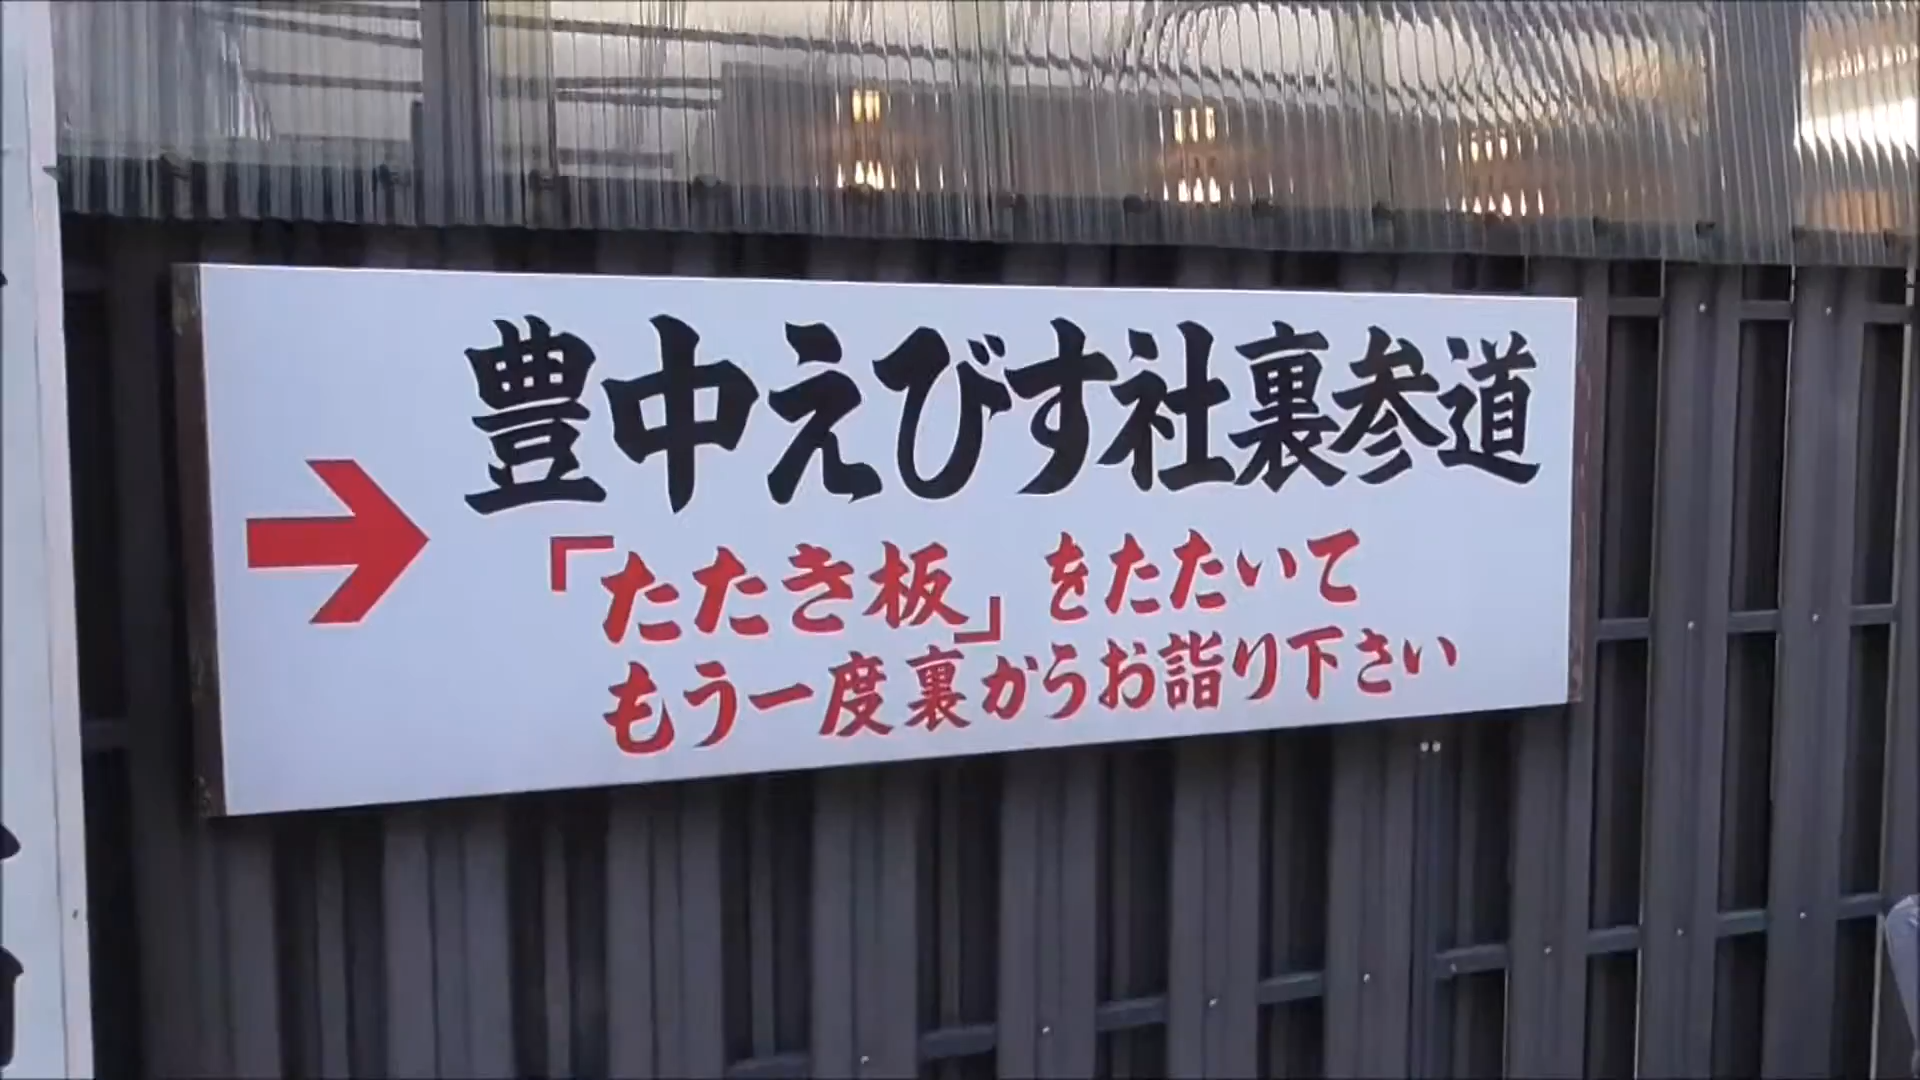 豊中えびす社裏参道
「たたき板」をたたいて
もう一度裏からお詣り下さい